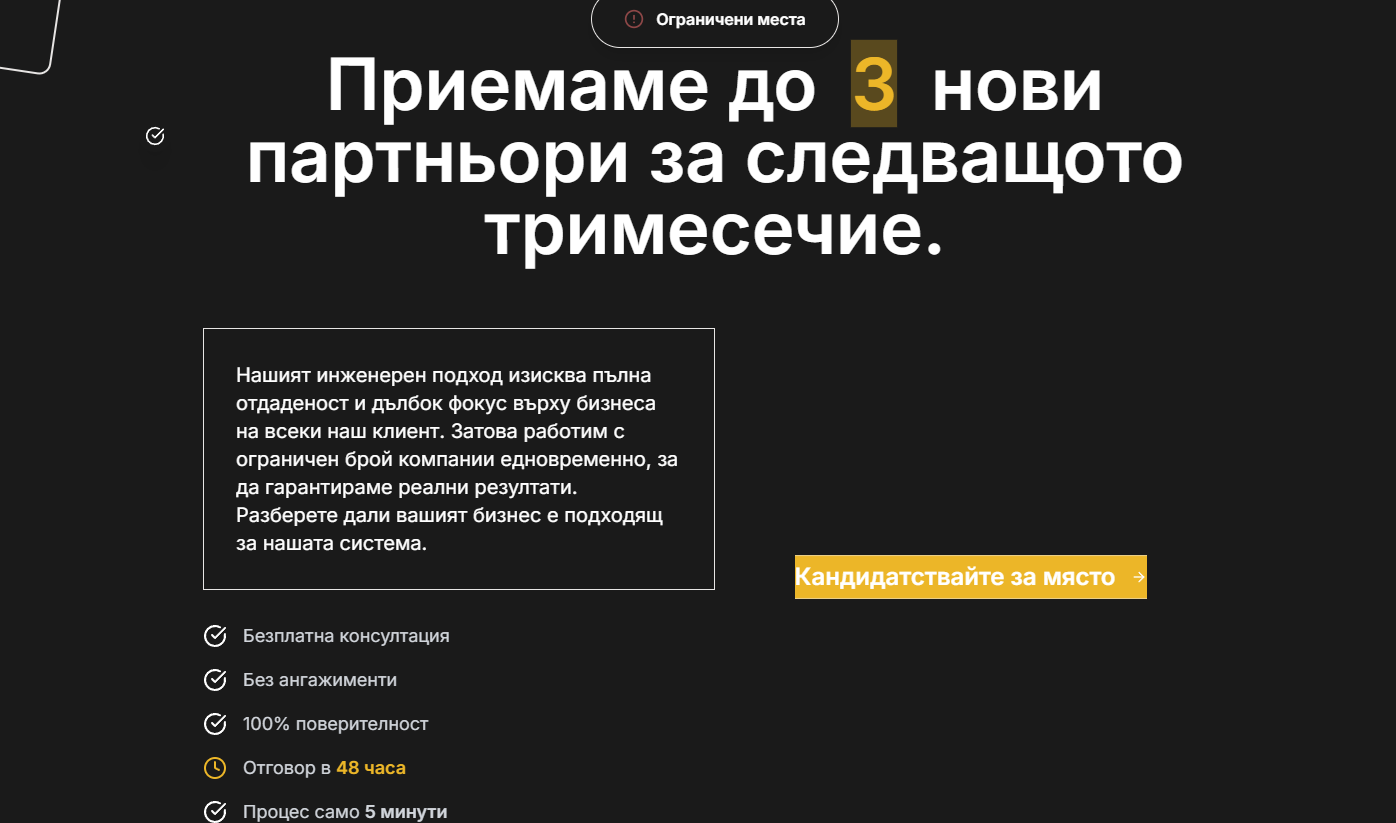 Ограничени места
Приемаме до 3 нови
партньори за следващото
тримесечие.
Нашият инженерен подход изисква пълна
отдаденост и дълбок фокус върху бизнеса
на всеки наш клиент. Затова работим с
ограничен брой компании едновременно, за
да гарантираме реални резултати.
Разберете дали вашият бизнес е подходящ
за нашата система.
Кандидатствайте за място →
Безплатна консултация
Без ангажименти
100% поверителност
Отговор в 48 часа
Процес само 5 минути